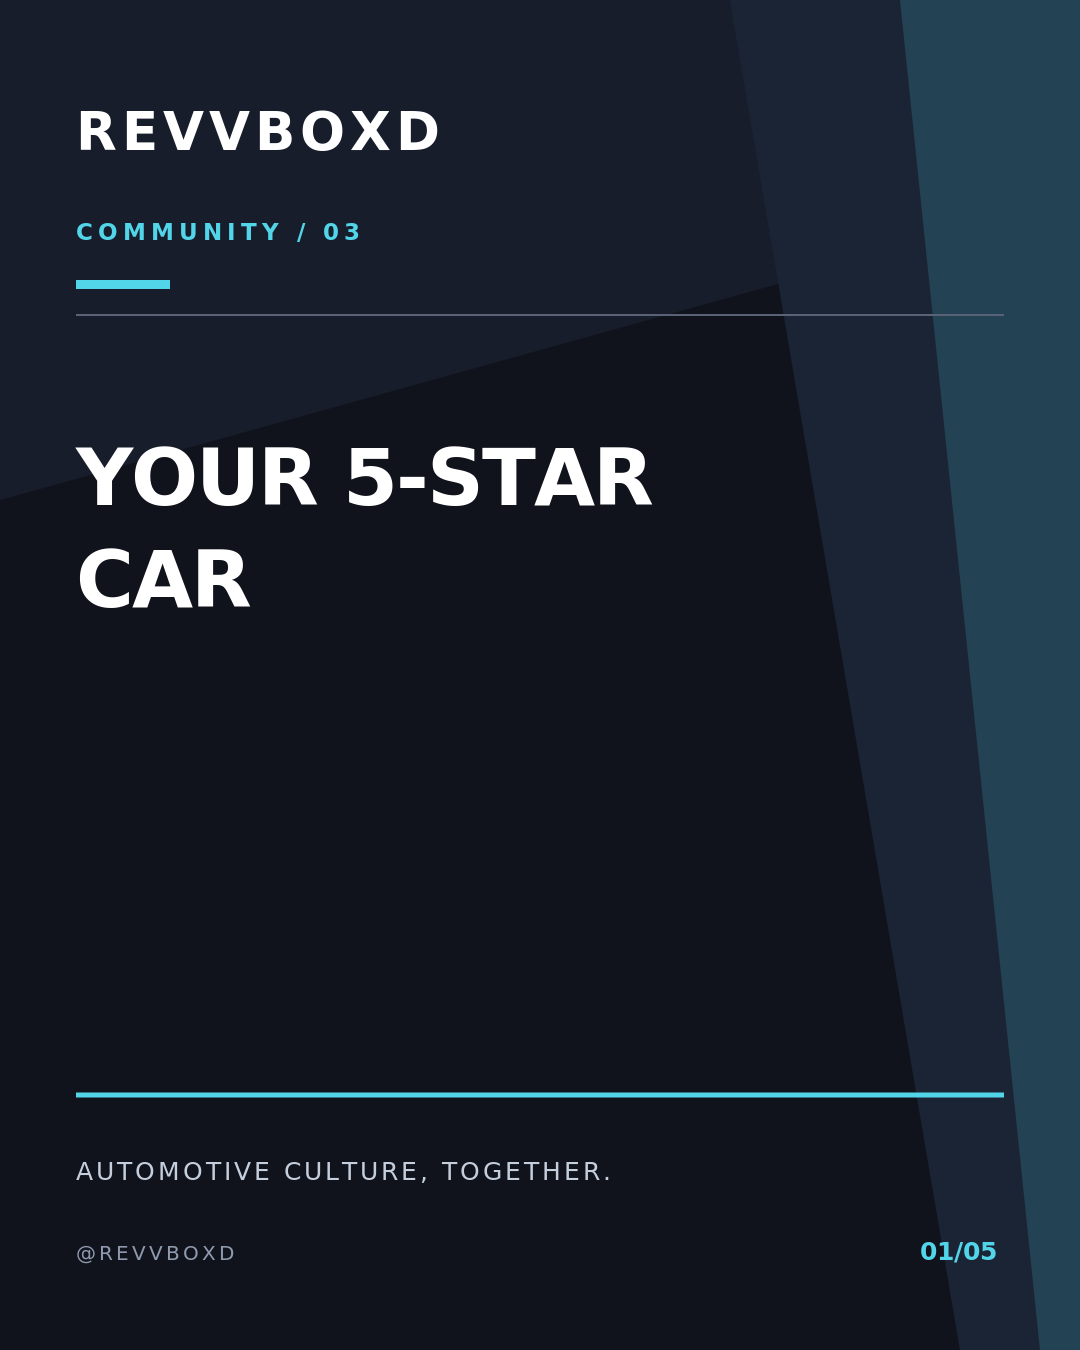 REVVBOXD
COMMUNITY / 03
YOUR 5-STAR
CAR
AUTOMOTIVE CULTURE, TOGETHER.
@REVVBOXD
01/05